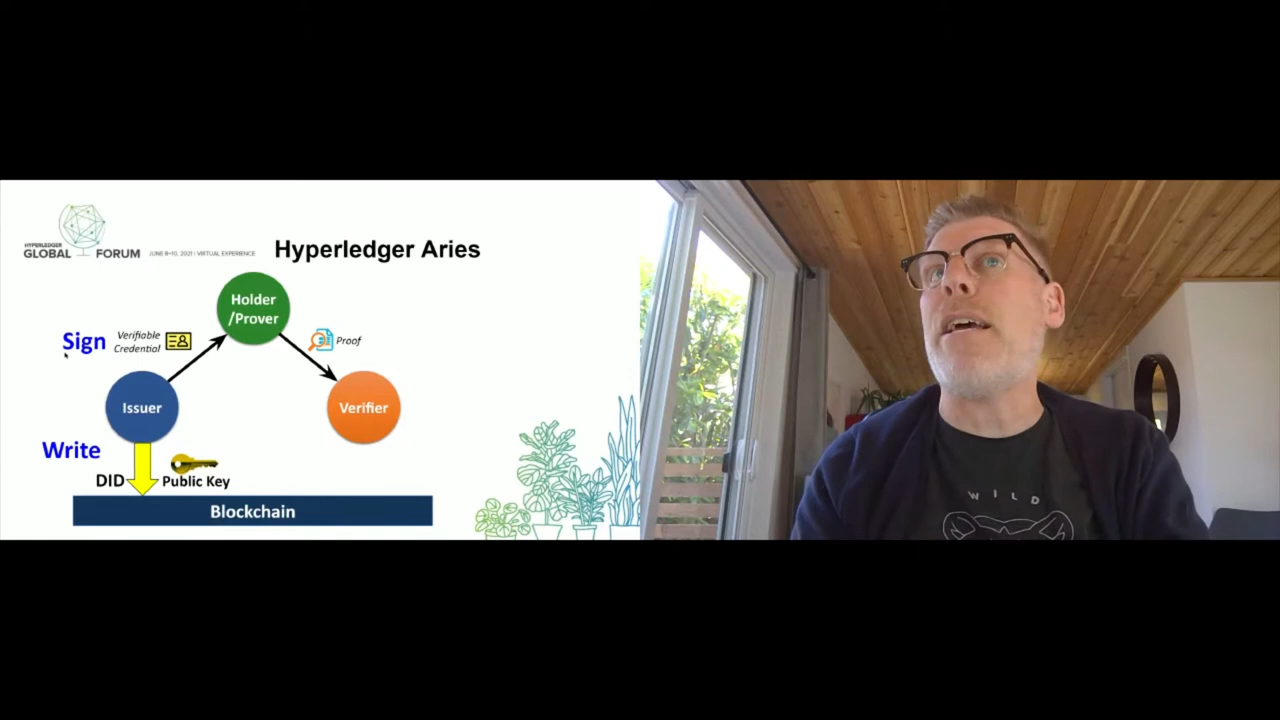 HYPERLEDGER
GLOBAL FORUM
JUNE 8-10, 2021 | VIRTUAL EXPERIENCE
Hyperledger Aries
Holder
/Prover
Sign
Verifiable
Credential
Proof
Issuer
Verifier
Write
DID
Public Key
Blockchain
WILD